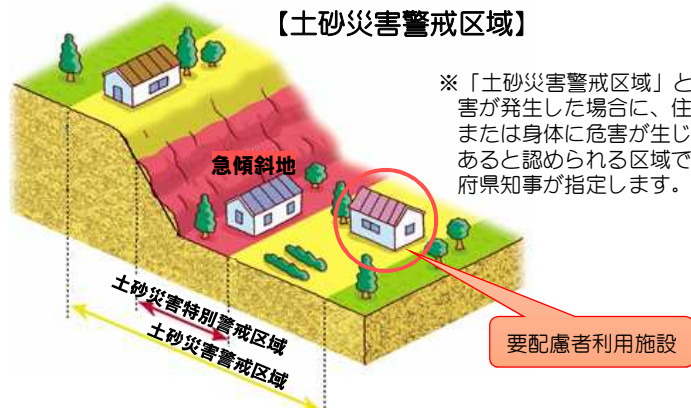 【土砂災害警戒区域】
※「土砂災害警戒区域」と
害が発生した場合に、住
または身体に危害が生じ
あると認められる区域で
府県知事が指定します。
急傾斜地
土砂災害特別警戒区域
土砂災害警戒区域
要配慮者利用施設